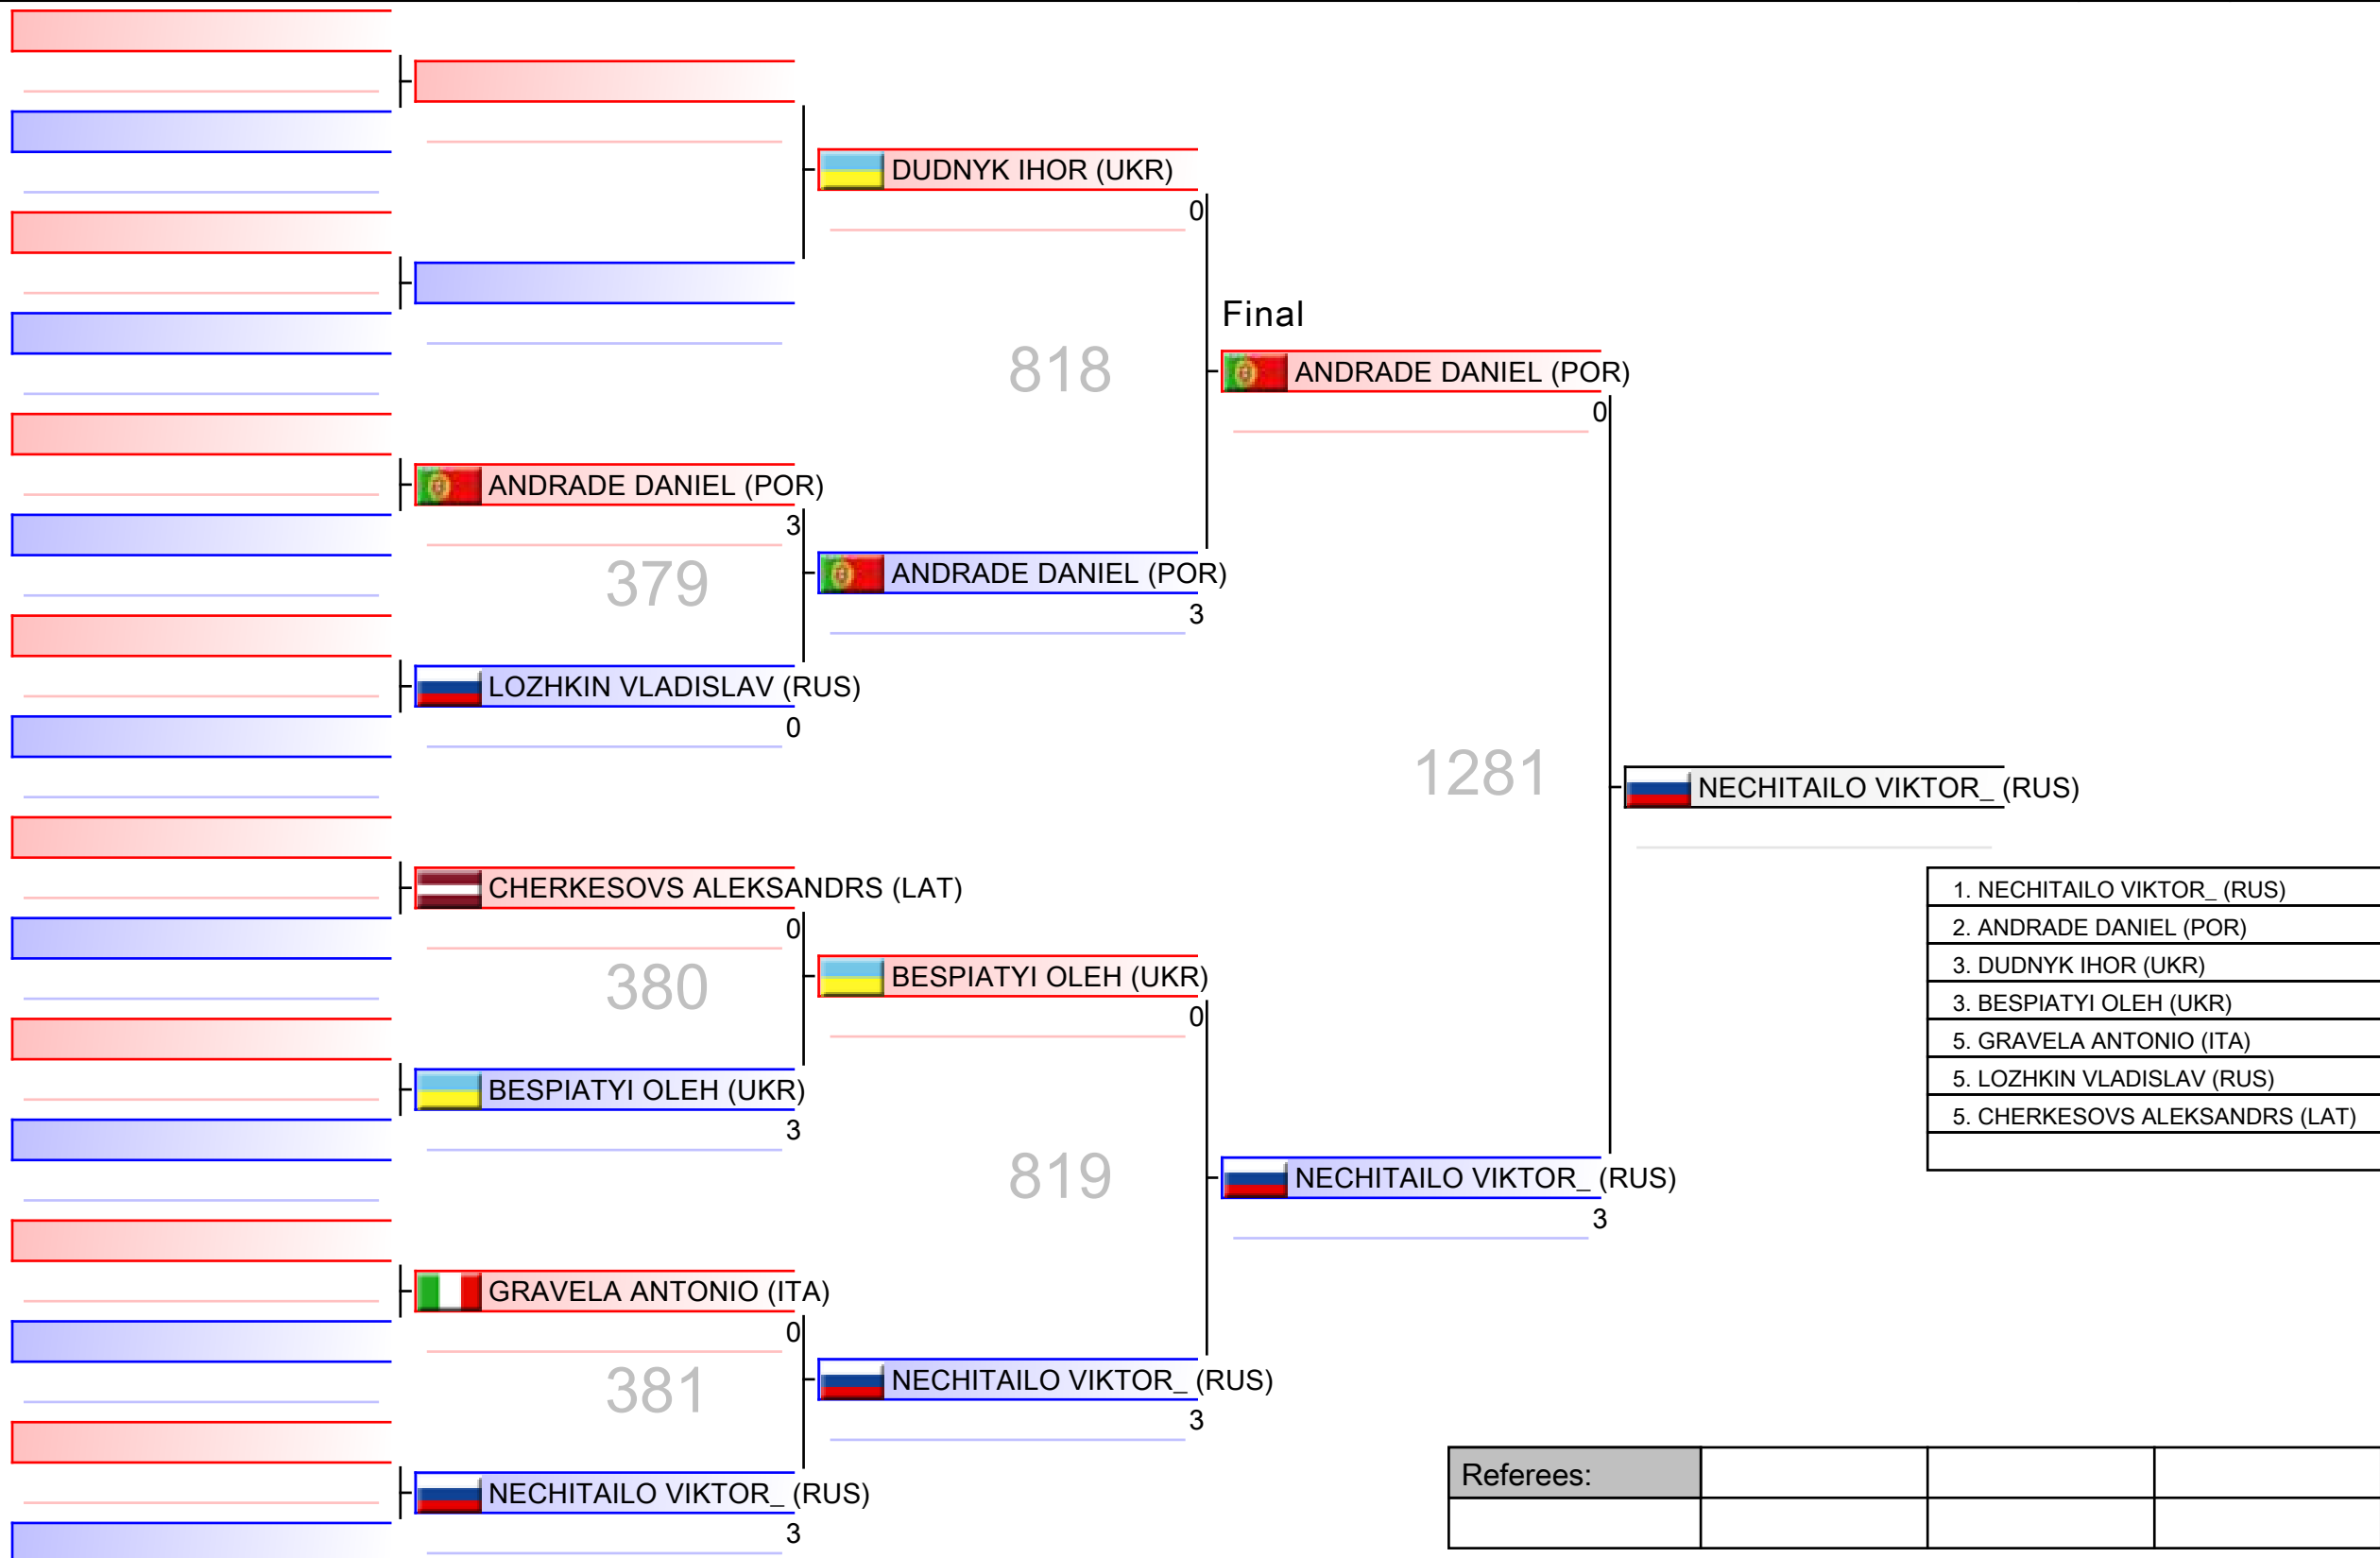 DUDNYK IHOR (UKR)
0
Final
818
ANDRADE DANIEL (POR)
0
ANDRADE DANIEL (POR)
3
379
ANDRADE DANIEL (POR)
3
LOZHKIN VLADISLAV (RUS)
0
1281
NECHITAILO VIKTOR_ (RUS)
CHERKESOVS ALEKSANDRS (LAT)
0
380
BESPIATYI OLEH (UKR)
0
BESPIATYI OLEH (UKR)
3
819
NECHITAILO VIKTOR_ (RUS)
3
GRAVELA ANTONIO (ITA)
0
381
NECHITAILO VIKTOR_ (RUS)
3
NECHITAILO VIKTOR_ (RUS)
3
1. NECHITAILO VIKTOR_ (RUS)
2. ANDRADE DANIEL (POR)
3. DUDNYK IHOR (UKR)
3. BESPIATYI OLEH (UKR)
5. GRAVELA ANTONIO (ITA)
5. LOZHKIN VLADISLAV (RUS)
5. CHERKESOVS ALEKSANDRS (LAT)
Referees: